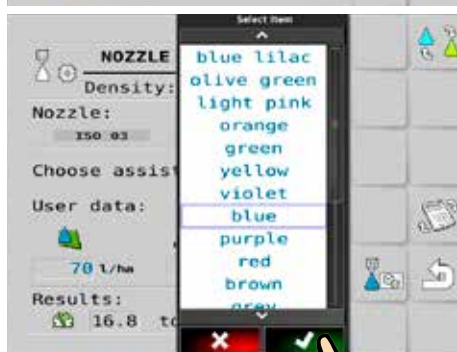 Select Item
NOZZLE
Density:
Nozzle:
ISO 03
Choose assist
User data:
70 l/ha
Results:
16.8
blue lilac
olive green
light pink
orange
green
yellow
violet
blue
purple
red
brown
grey